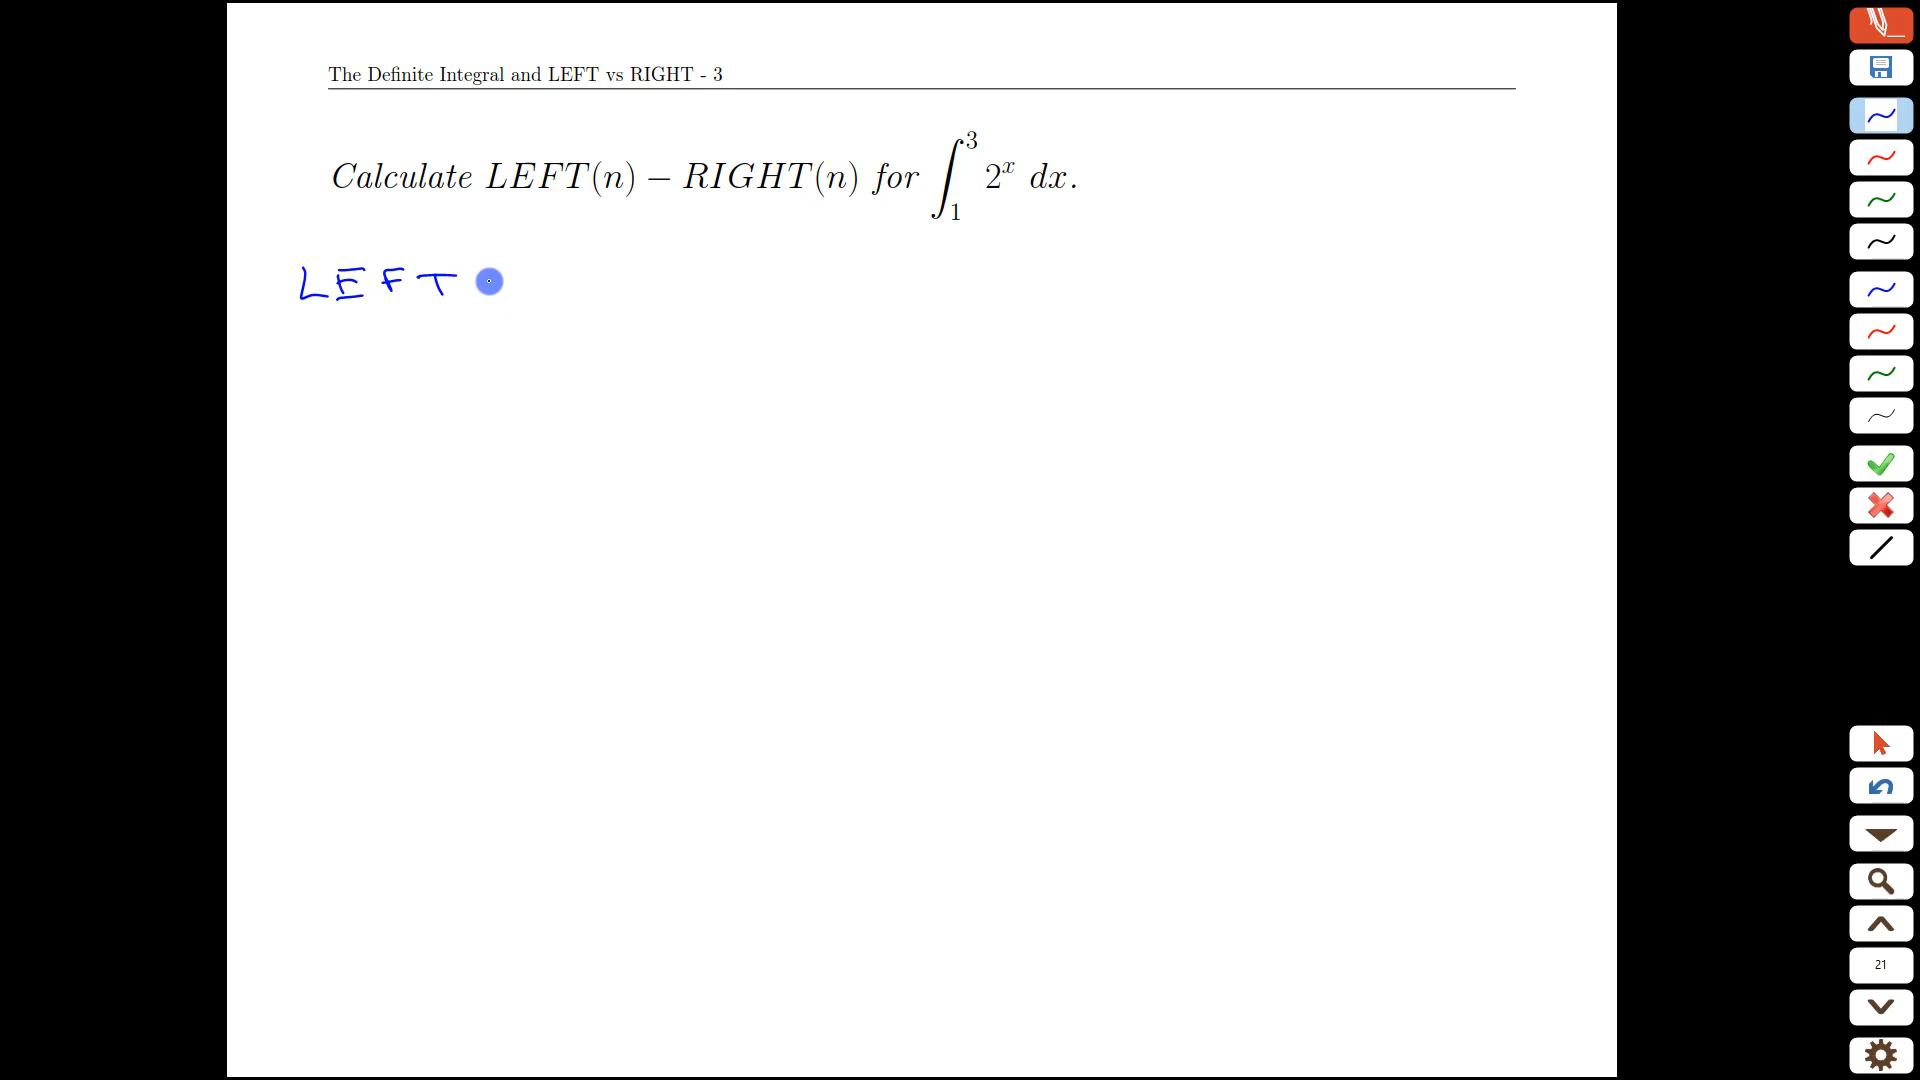 The Definite Integral and LEFT vs RIGHT - 3
Calculate LEFT(n) − RIGHT(n) for ∫₁³ 2ˣ dx.
LEFT
21